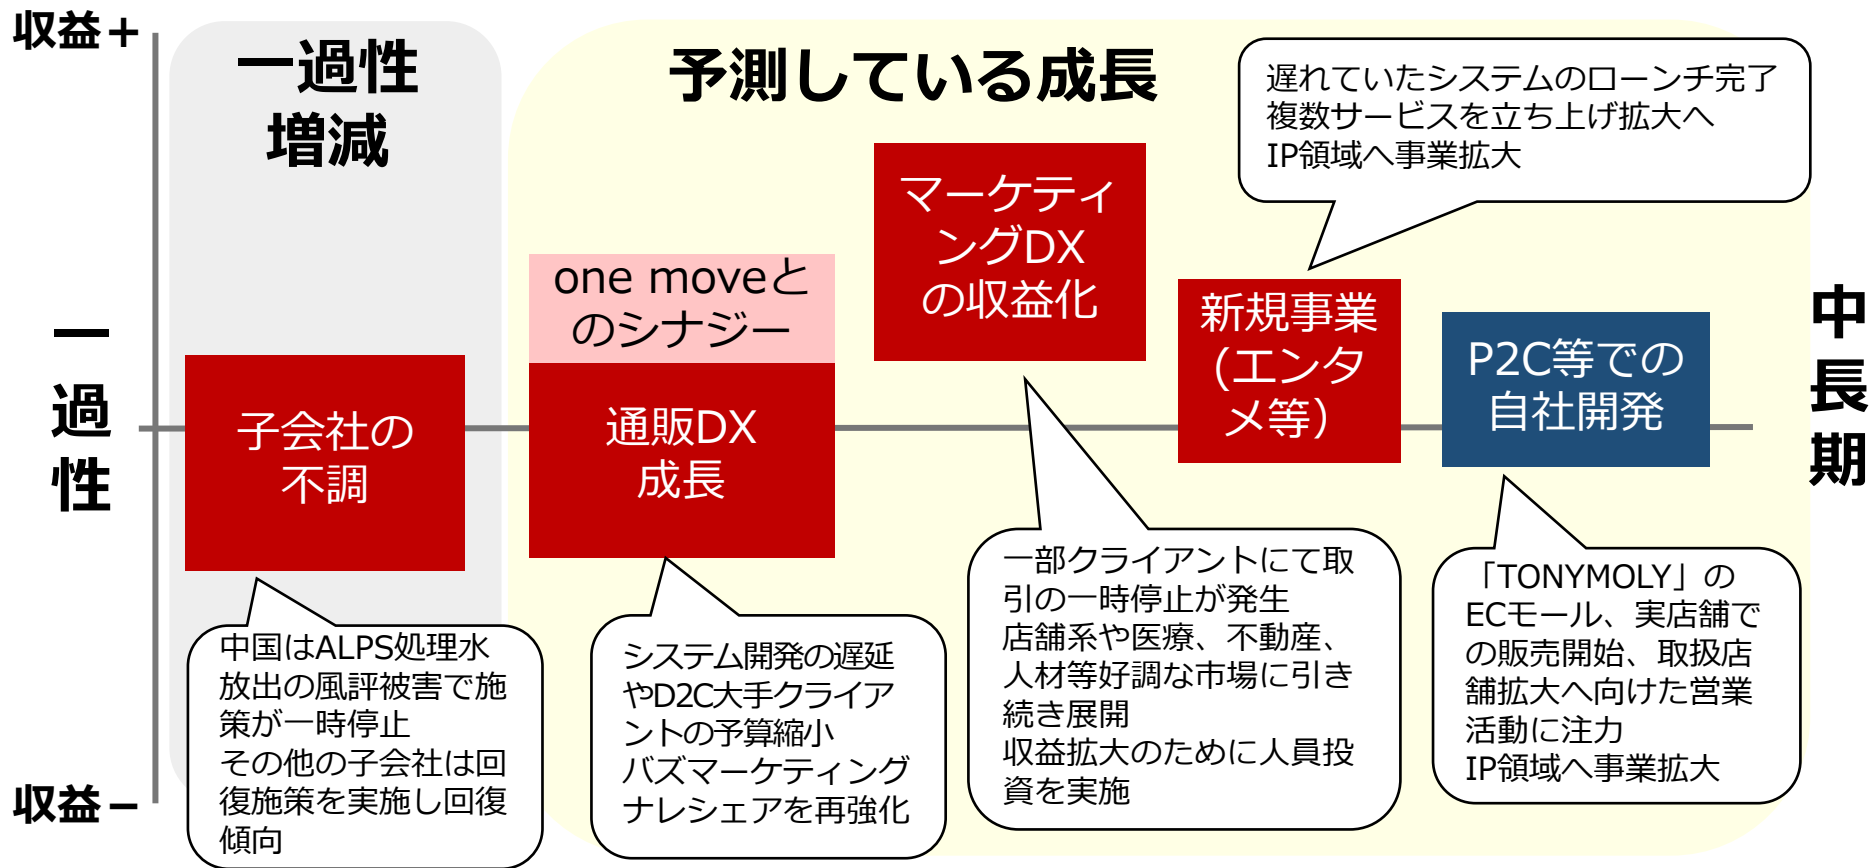 収益+
一過性
増減
予測している成長
遅れていたシステムのローンチ完了
複数サービスを立ち上げ拡大へ
IP領域へ事業拡大
マーケティ
ングDX
の収益化
one moveと
のシナジー
新規事業
(エンタ
メ等)
P2C等での
自社開発
中長期
一過性
子会社の
不調
通販DX
成長
中国はALPS処理水
放出の風評被害で施
策が一時停止
その他の子会社は回
復施策を実施し回復
傾向
システム開発の遅延
やD2C大手クライア
ントの予算縮小
バズマーケティング
ナレシェアを再強化
一部クライアントにて取
引の一時停止が発生
店舗系や医療、不動産、
人材等好調な市場に引き
続き展開
収益拡大のために人員投
資を実施
「TONYMOLY」の
ECモール、実店舗で
の販売開始、取扱店
舗拡大へ向けた営業
活動に注力
IP領域へ事業拡大
収益−